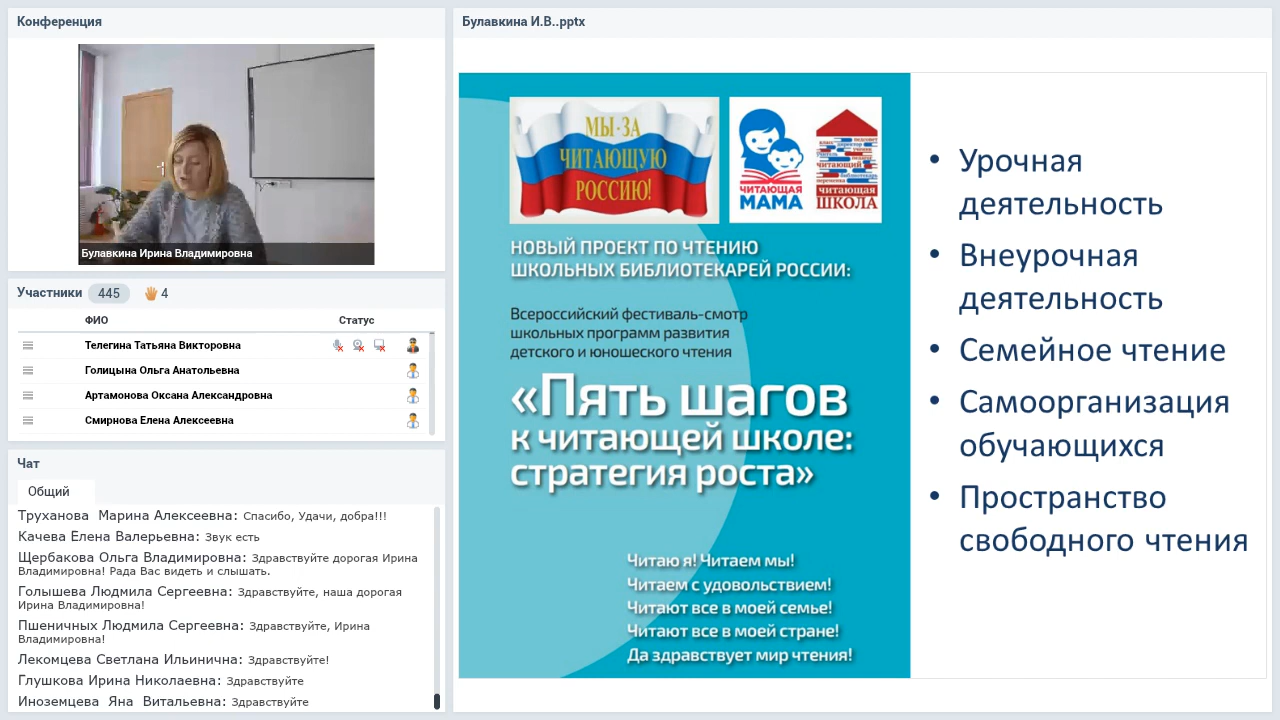 Конференция
Булавкина Ирина Владимировна
Участники 445 4
ФИО Статус
Телегина Татьяна Викторовна
Голицына Ольга Анатольевна
Артамонова Оксана Александровна
Смирнова Елена Алексеевна
Чат
Общий
Труханова Марина Алексеевна: Спасибо, Удачи, добра!!!
Качева Елена Валерьевна: Звук есть
Щербакова Ольга Владимировна: Здравствуйте дорогая Ирина
Владимировна! Рада Вас видеть и слышать.
Голышева Людмила Сергеевна: Здравствуйте, наша дорогая
Ирина Владимировна!
Пшеничных Людмила Сергеевна: Здравствуйте, Ирина
Владимировна!
Лекомцева Светлана Ильинична: Здравствуйте!
Глушкова Ирина Николаевна: Здравствуйте
Иноземцева Яна Витальевна: Здравствуйте
Булавкина И.В..pptx
МЫ-ЗА
ЧИТАЮЩУЮ
РОССИЮ!
ЧИТАЮЩАЯ
МАМА
читающая
ШКОЛА
НОВЫЙ ПРОЕКТ ПО ЧТЕНИЮ
ШКОЛЬНЫХ БИБЛИОТЕКАРЕЙ РОССИИ:
Всероссийский фестиваль-смотр
школьных программ развития
детского и юношеского чтения
«Пять шагов
к читающей школе:
стратегия роста»
Читаю я! Читаем мы!
Читаем с удовольствием!
Читают все в моей семье!
Читают все в моей стране!
Да здравствует мир чтения!
• Урочная
деятельность
• Внеурочная
деятельность
• Семейное чтение
• Самоорганизация
обучающихся
• Пространство
свободного чтения